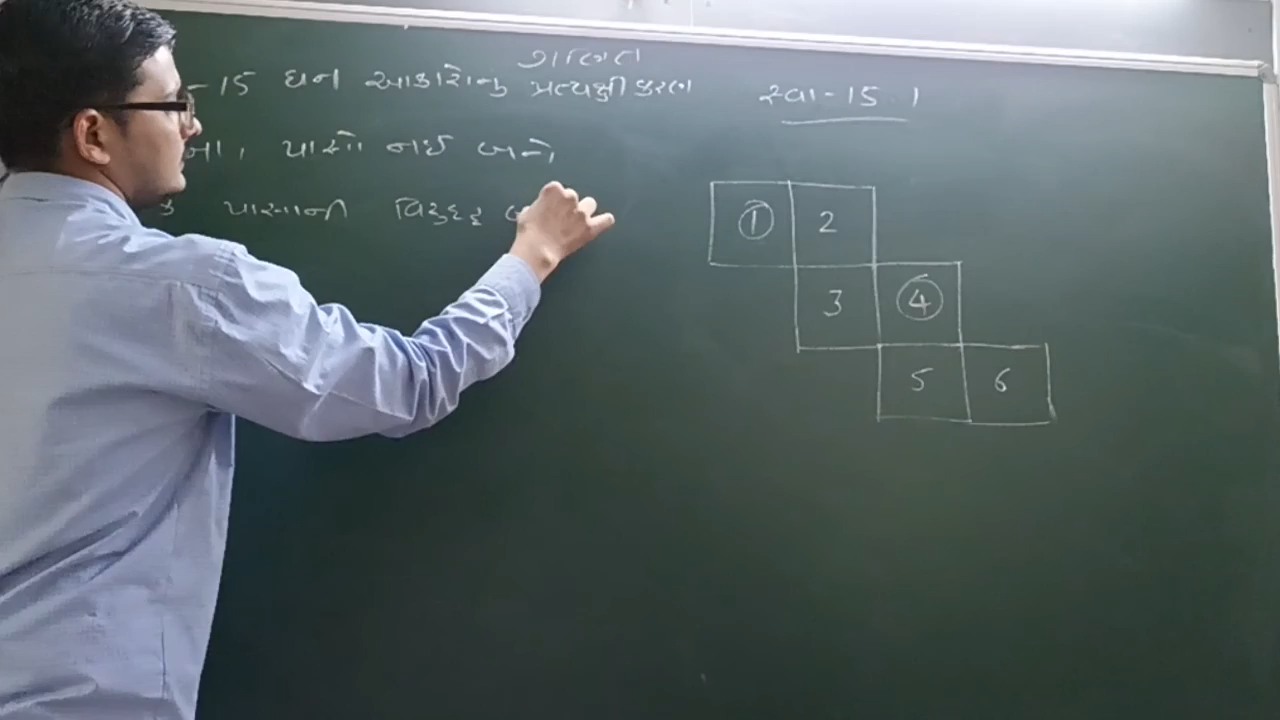 ગણિત
-15 ઘન આકારોનુ પ્રત્યક્ષીકરણ
સ્વા-15.1
પાસો નઈ બને,
પાસાની વિરુદ્ધ
① 2
3 ④
5 6